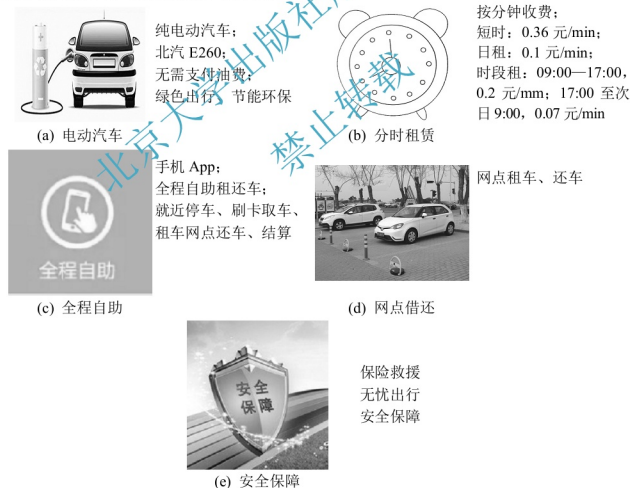 纯电动汽车；
北汽 E260；
无需支付油费；
绿色出行 节能环保
(a) 电动汽车
按分钟收费：
短时：0.36 元/min；
日租：0.1 元/min；
时段租：09:00—17:00，
0.2 元/mm；17:00 至次
日 9:00，0.07 元/min
(b) 分时租赁
手机 App；
全程自助租还车；
就近停车、刷卡取车、
租车网点还车、结算
全程自助
(c) 全程自助
网点租车、还车
(d) 网点借还
安全
保障
保险救援
无忧出行
安全保障
(e) 安全保障
北京大学出版社
禁止转载